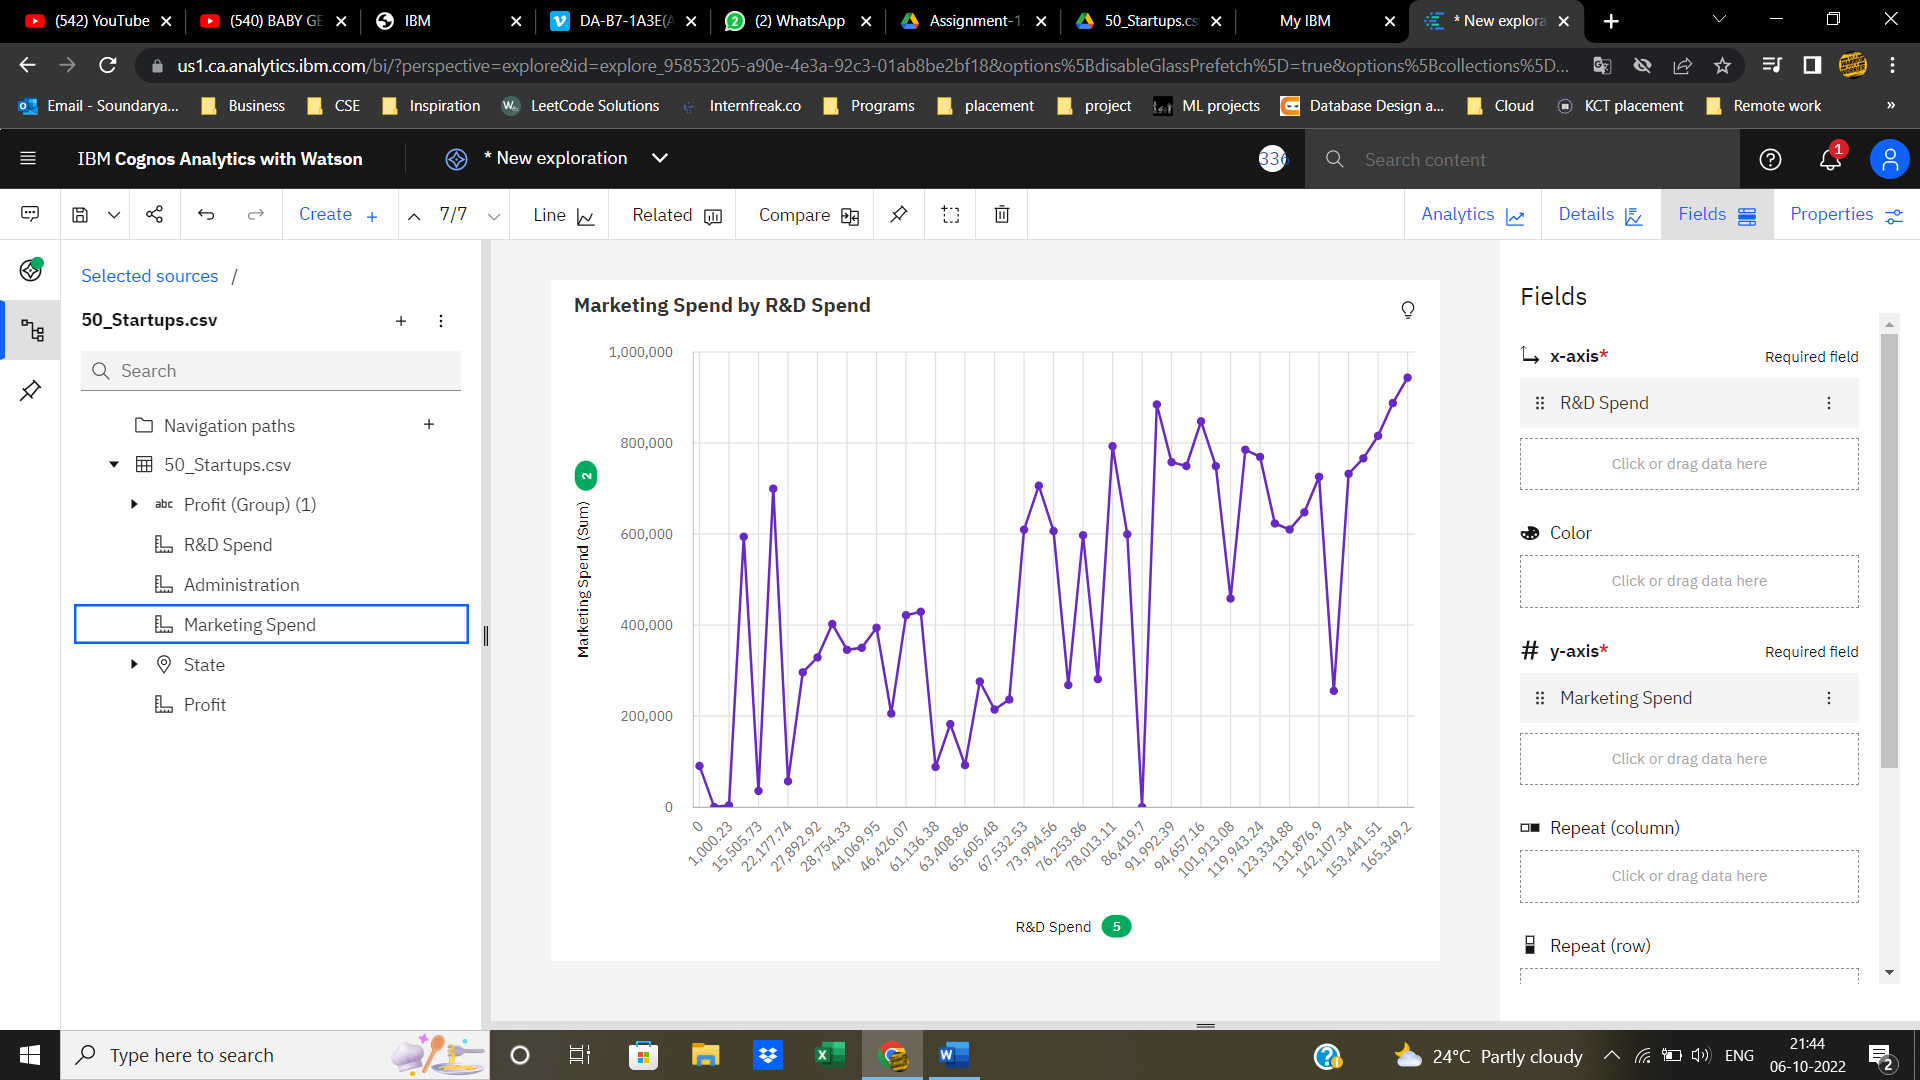 (542) YouTube
(540) BABY GE
IBM
DA-B7-1A3E(A
(2) WhatsApp
Assignment-1.
50_Startups.cs
My IBM
* New explora
us1.ca.analytics.ibm.com/bi/?perspective=explore&id=explore_95853205-a90e-4e3a-92c3-01ab8be2bf18&options%5BdisableGlassPrefetch%5D=true&options%5Bcollections%5D...
Email - Soundarya...
Business
CSE
Inspiration
LeetCode Solutions
Internfreak.co
Programs
placement
project
ML projects
Database Design a...
Cloud
KCT placement
Remote work
»
IBM Cognos Analytics with Watson
* New exploration
336
Search content
1
Create +
7/7
Line
Related
Compare
Analytics
Details
Fields
Properties
Selected sources /
50_Startups.csv
Search
Navigation paths
50_Startups.csv
abc Profit (Group) (1)
R&D Spend
Administration
Marketing Spend
State
Profit
Marketing Spend by R&D Spend
1,000,000
800,000
600,000
400,000
200,000
0
2
Marketing Spend (Sum)
0
1,000.23
15,505.73
22,177.74
27,892.92
28,754.33
44,069.95
46,426.07
61,136.38
63,408.86
65,605.48
67,532.53
73,994.56
76,253.86
78,013.11
86,419.7
91,992.39
94,657.16
101,913.08
119,943.24
123,334.88
131,876.9
142,107.34
153,441.51
165,349.2
R&D Spend 5
Fields
x-axis* Required field
R&D Spend
Click or drag data here
Color
Click or drag data here
# y-axis* Required field
Marketing Spend
Click or drag data here
Repeat (column)
Click or drag data here
Repeat (row)
Type here to search
24°C Partly cloudy
ENG
21:44
06-10-2022
2